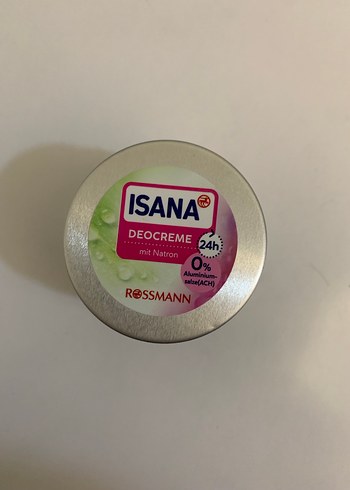 ISANA
DEOCREME
mit Natron
24h
0%
Aluminium-
salze(ACH)
ROSSMANN